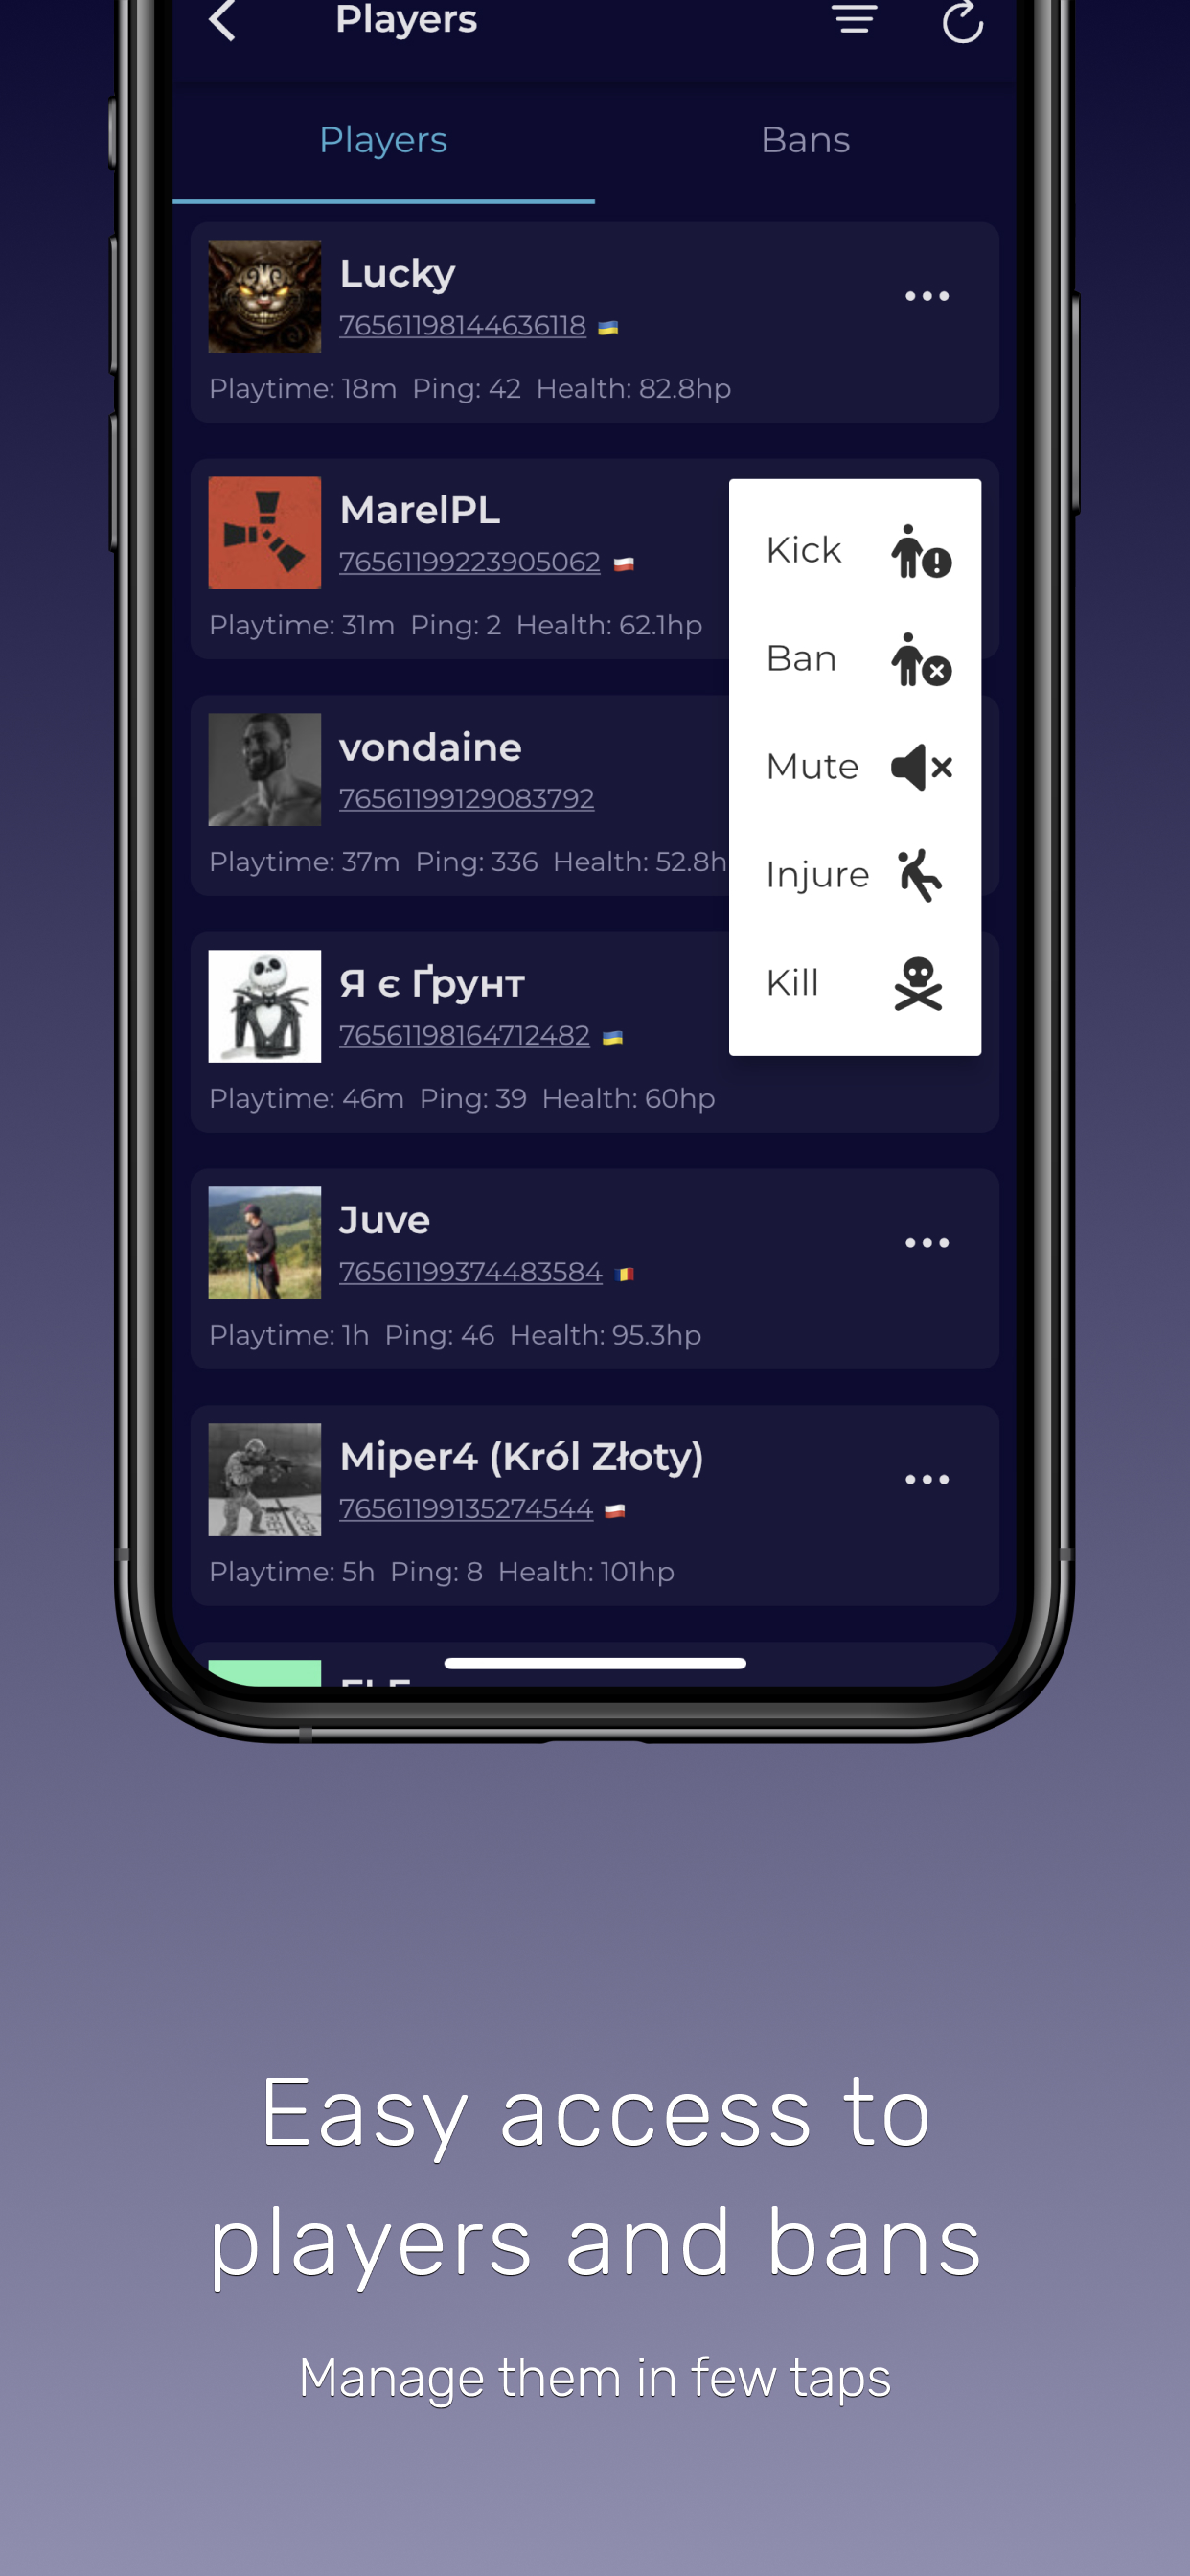 Players
Players Bans
Lucky
76561198144636118
Playtime: 18m Ping: 42 Health: 82.8hp
MarelPL
76561199223905062
Playtime: 31m Ping: 2 Health: 62.1hp
Kick
Ban
Mute
Injure
Kill
vondaine
76561199129083792
Playtime: 37m Ping: 336 Health: 52.8h
Я є Ґрунт
76561198164712482
Playtime: 46m Ping: 39 Health: 60hp
Juve
76561199374483584
Playtime: 1h Ping: 46 Health: 95.3hp
Miper4 (Król Złoty)
76561199135274544
Playtime: 5h Ping: 8 Health: 101hp
Easy access to
players and bans
Manage them in few taps